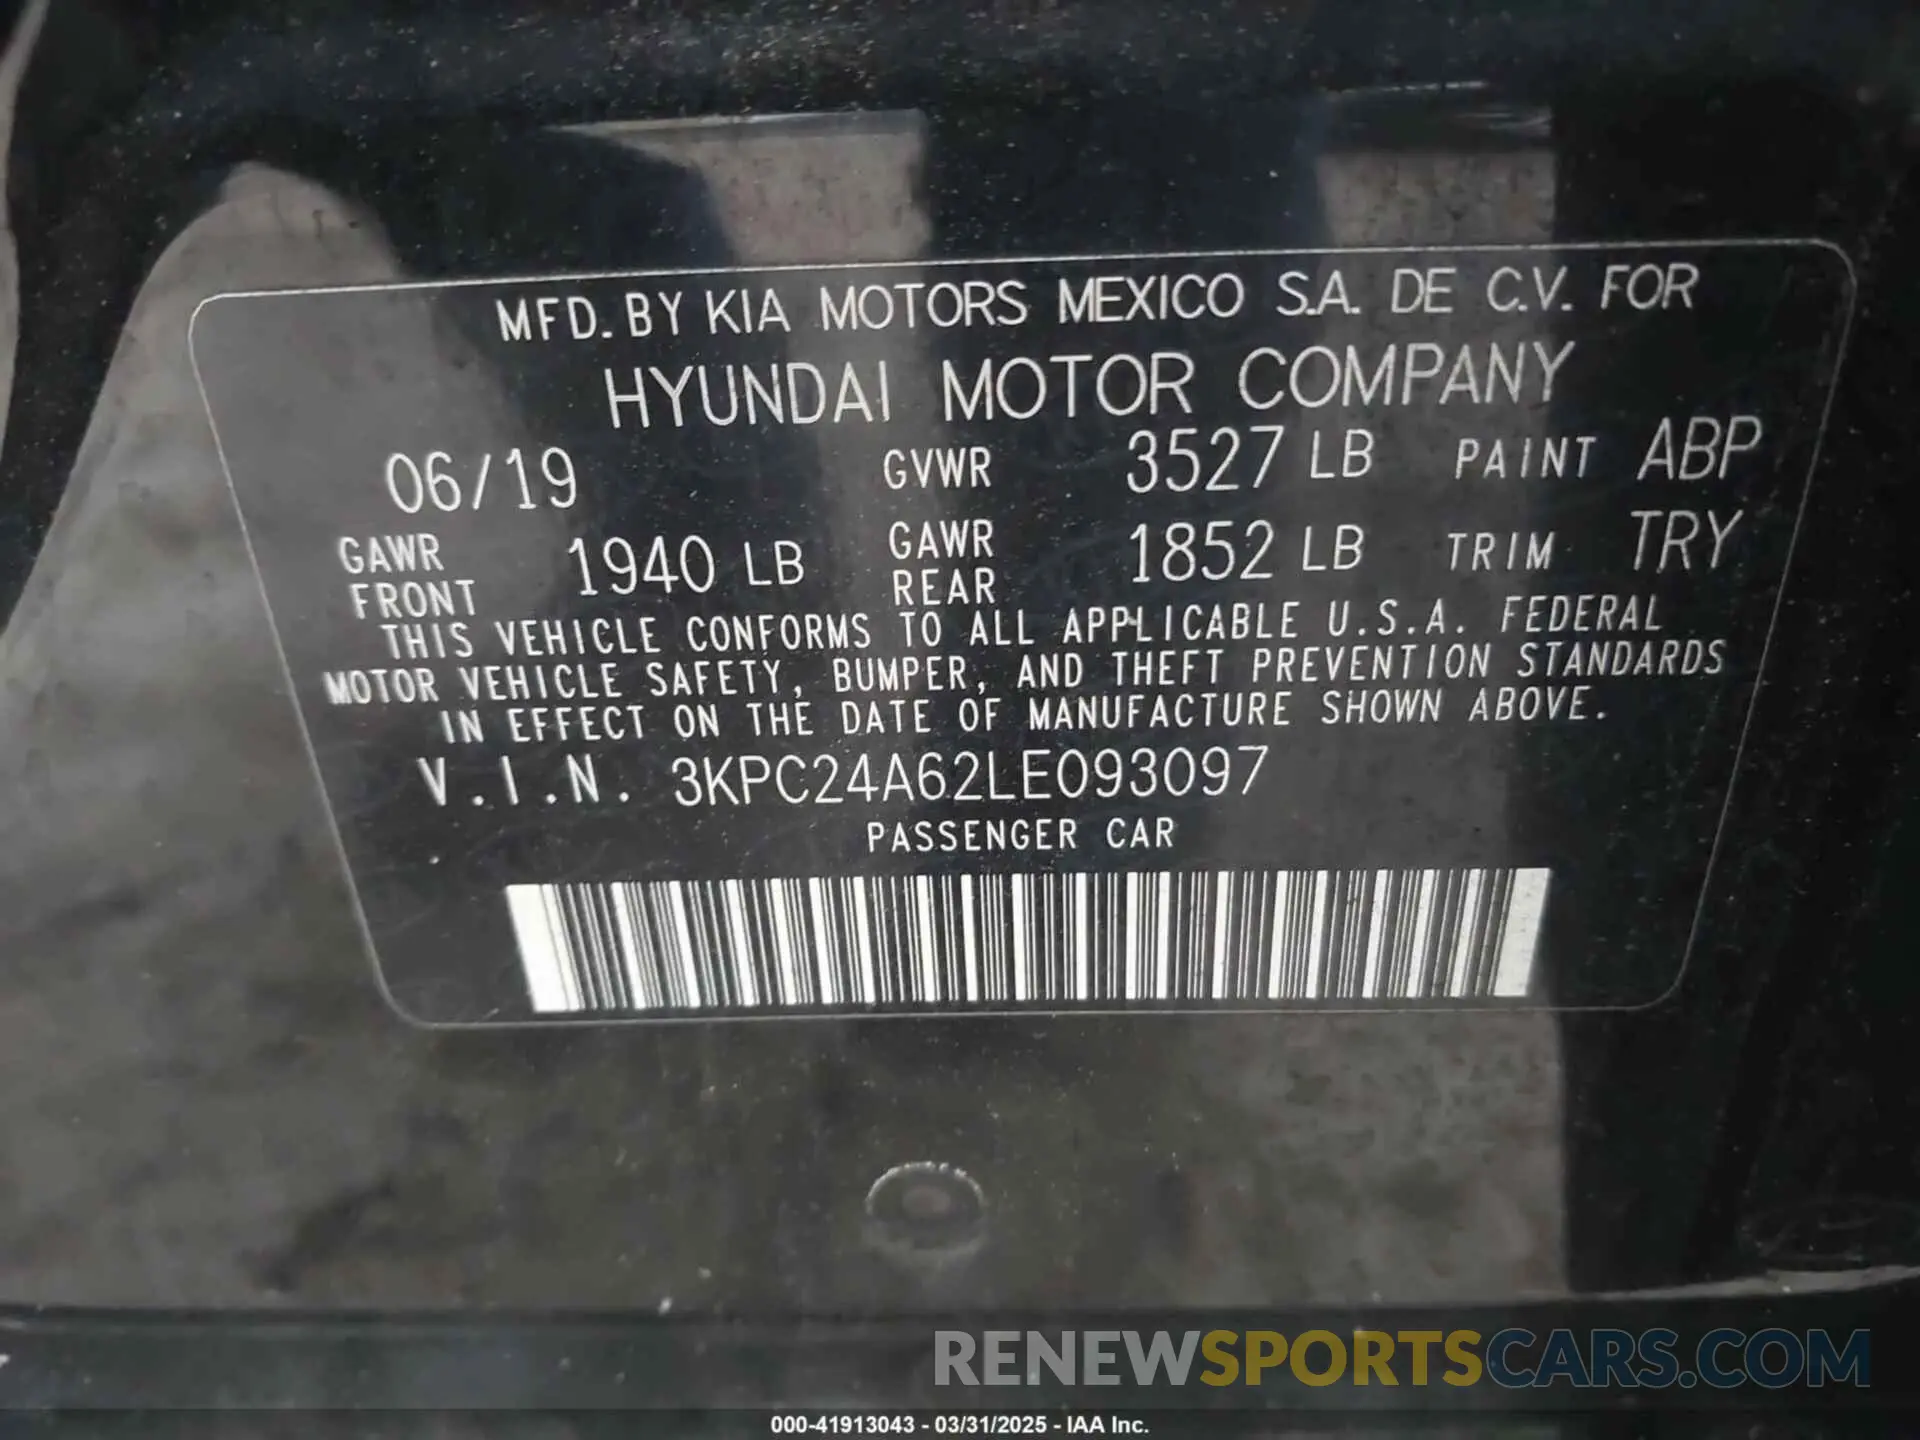 MFD. BY KIA MOTORS MEXICO S.A. DE C.V. FOR
HYUNDAI MOTOR COMPANY
06/19 GVWR 3527 LB PAINT ABP
GAWR FRONT 1940 LB GAWR REAR 1852 LB TRIM TRY
THIS VEHICLE CONFORMS TO ALL APPLICABLE U.S.A. FEDERAL
MOTOR VEHICLE SAFETY, BUMPER, AND THEFT PREVENTION STANDARDS
IN EFFECT ON THE DATE OF MANUFACTURE SHOWN ABOVE.
V.I.N. 3KPC24A62LE093097
PASSENGER CAR
RENEWSPORTSCARS.COM
000-41913043 - 03/31/2025 - IAA Inc.